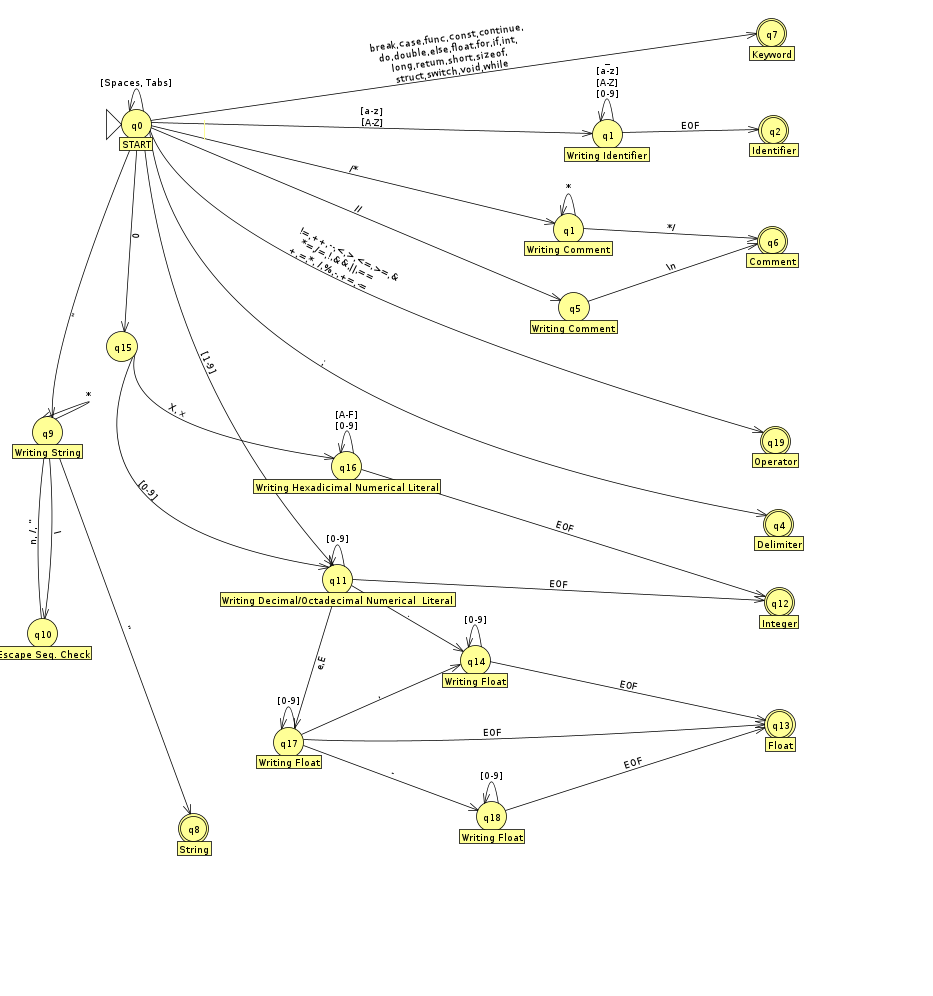 break,case,func,const,continue,
do,double,else,float,for,if,int,
long,return,short,sizeof,
struct,switch,void,while
q7
Keyword
[Spaces, Tabs]
q0
START
[a-z]
[A-Z]
_
[a-z]
[A-Z]
[0-9]
q1
Writing Identifier
EOF
q2
Identifier
/*
*
q1
Writing Comment
*/
q6
Comment
//
q5
Writing Comment
\n
0
q15
"
*
q9
Writing String
[1-9]
;
X, x
[A-F]
[0-9]
q16
Writing Hexadicimal Numerical Literal
q19
Operator
[0-9]
EOF
q4
Delimiter
n, /, "
/
q10
Escape Seq. Check
[0-9]
q11
Writing Decimal/Octadecimal Numerical Literal
EOF
q12
Integer
.
[0-9]
q14
Writing Float
EOF
e,E
"
[0-9]
q17
Writing Float
EOF
q13
Float
[0-9]
q18
Writing Float
EOF
q8
String